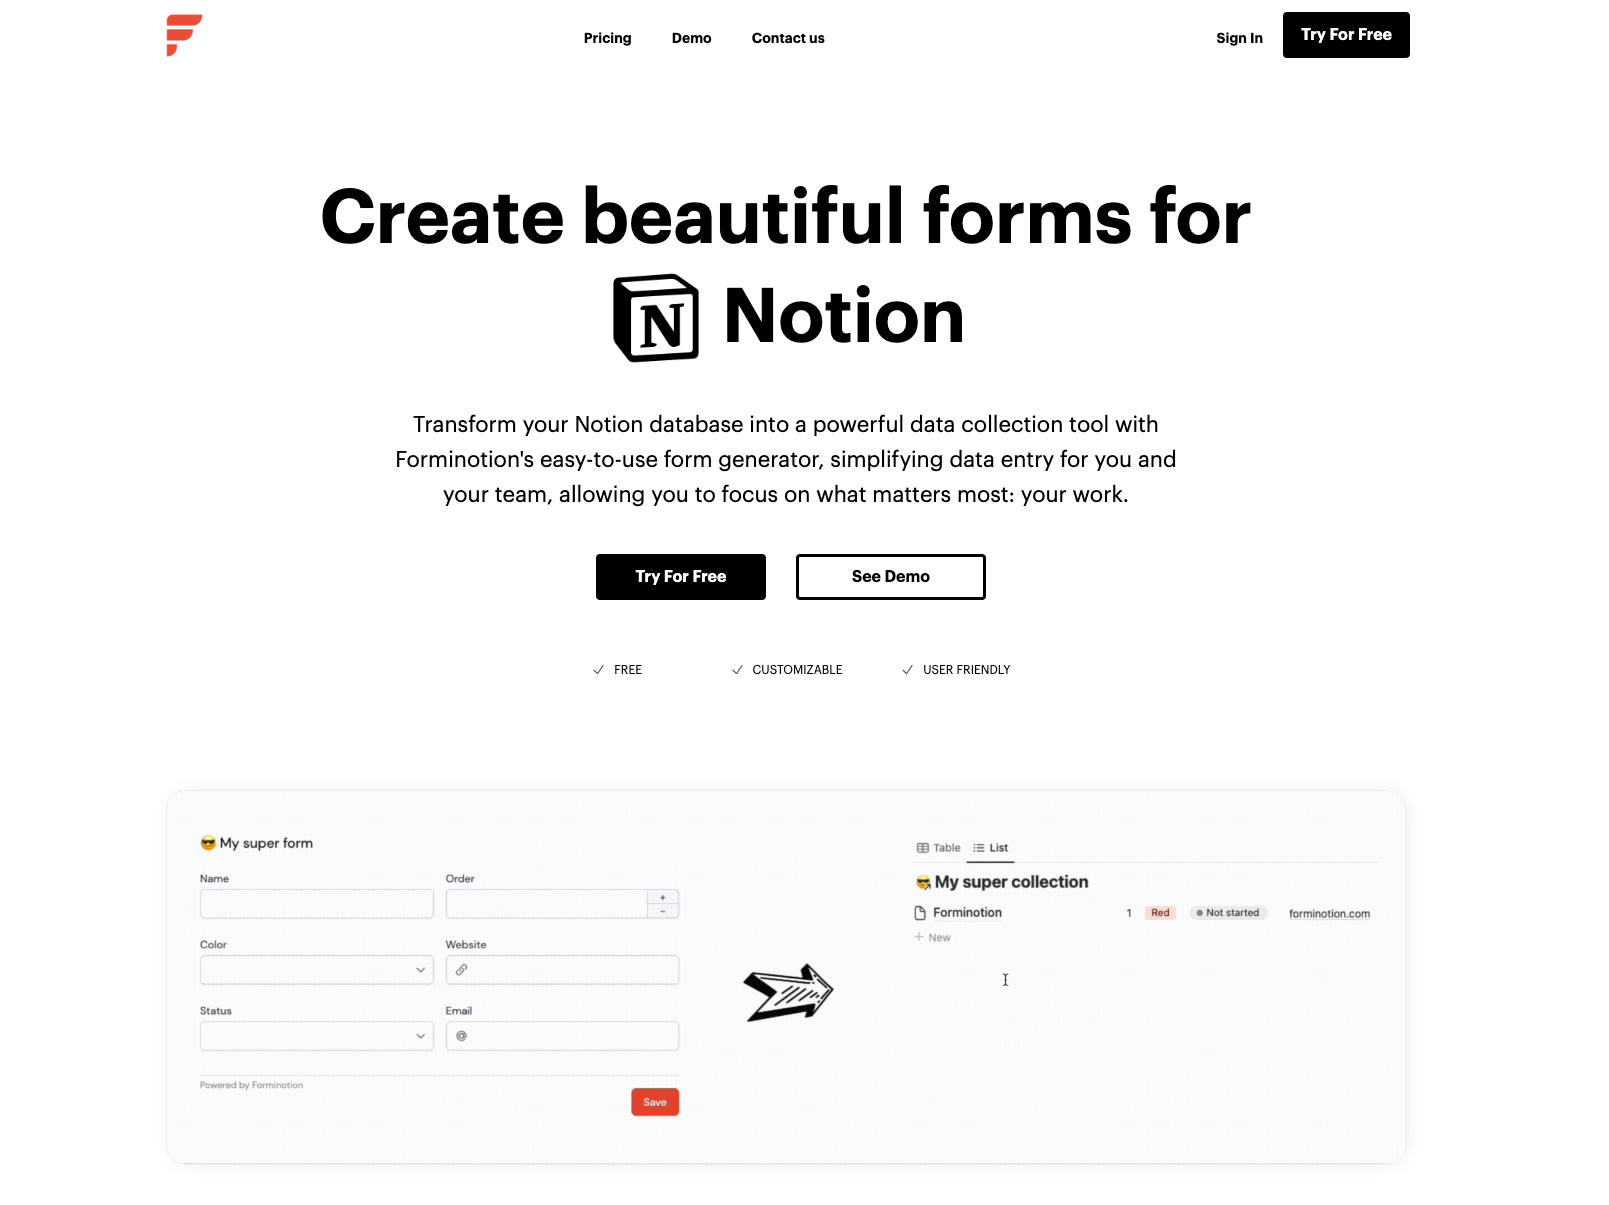 Pricing Demo Contact us Sign In Try For Free
Create beautiful forms for
N Notion
Transform your Notion database into a powerful data collection tool with
Forminotion's easy-to-use form generator, simplifying data entry for you and
your team, allowing you to focus on what matters most: your work.
Try For Free See Demo
FREE CUSTOMIZABLE USER FRIENDLY
😎 My super form
Name Order
+
-
Color Website
Status Email
@
Powered by Forminotion
Save
Table List
My super collection
Forminotion 1 Red Not started forminotion.com
+ New